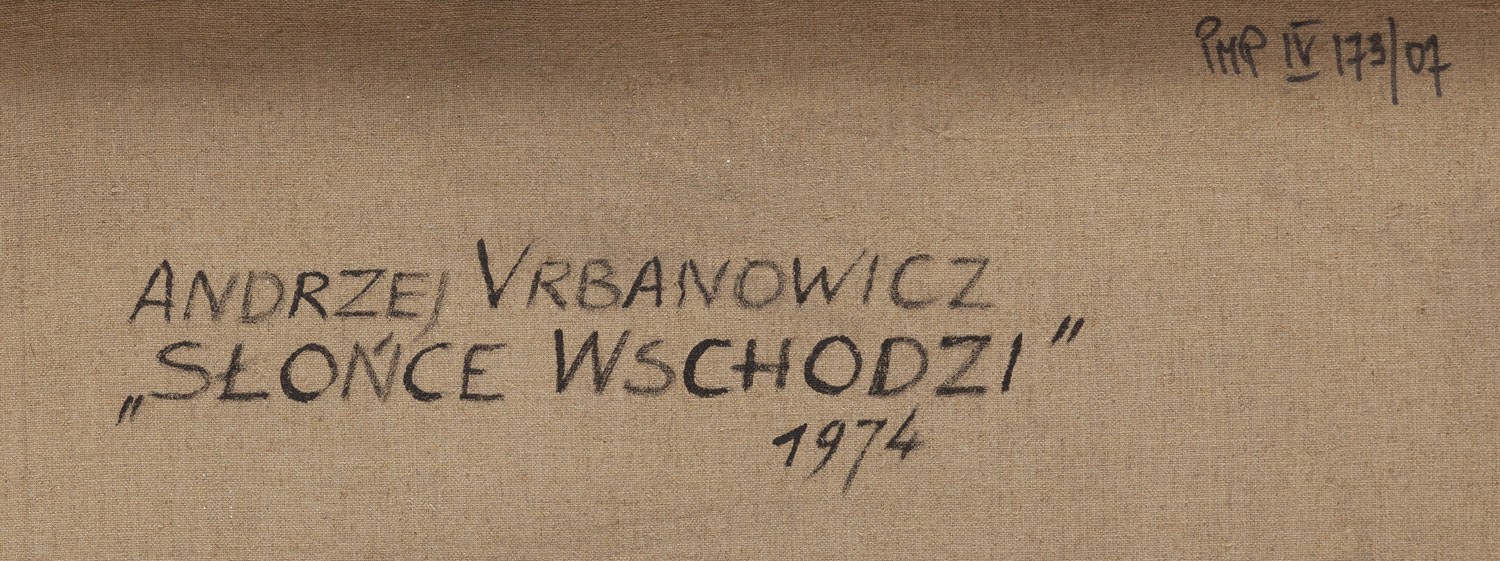 PMP IV 173/07
ANDRZEJ VRBANOWICZ
„SŁOŃCE WSCHODZI"
1974